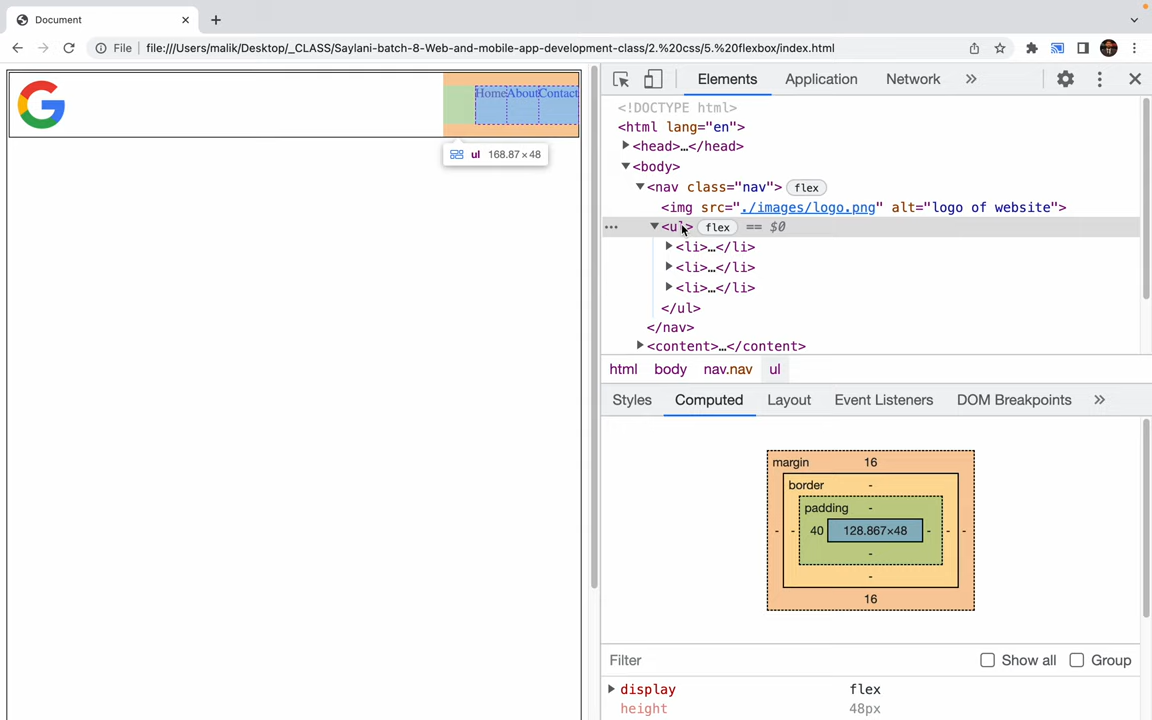 Document
File
file:///Users/malik/Desktop/_CLASS/Saylani-batch-8-Web-and-mobile-app-development-class/2.%20css/5.%20flexbox/index.html
Home About Contact
ul 168.87 × 48
Elements Application Network »
<!DOCTYPE html>
<html lang="en">
<head>…</head>
<body>
<nav class="nav"> flex
<img src="./images/logo.png" alt="logo of website">
••• <ul> flex == $0
<li>…</li>
<li>…</li>
<li>…</li>
</ul>
</nav>
<content>…</content>
html body nav.nav ul
Styles Computed Layout Event Listeners DOM Breakpoints »
margin 16
border -
padding -
- - 40 128.867×48 - - -
-
-
16
Filter Show all Group
display flex
height 48px